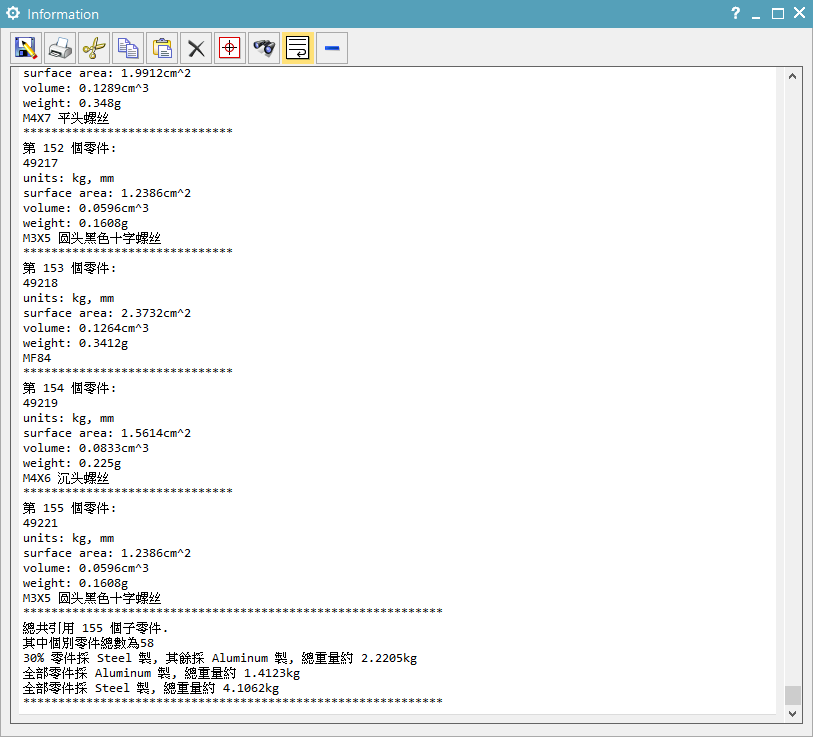 Information
surface area: 1.9912cm^2
volume: 0.1289cm^3
weight: 0.348g
M4X7 平头螺丝
******************************
第 152 個零件:
49217
units: kg, mm
surface area: 1.2386cm^2
volume: 0.0596cm^3
weight: 0.1608g
M3X5 圆头黑色十字螺丝
******************************
第 153 個零件:
49218
units: kg, mm
surface area: 2.3732cm^2
volume: 0.1264cm^3
weight: 0.3412g
MF84
******************************
第 154 個零件:
49219
units: kg, mm
surface area: 1.5614cm^2
volume: 0.0833cm^3
weight: 0.225g
M4X6 沉头螺丝
******************************
第 155 個零件:
49221
units: kg, mm
surface area: 1.2386cm^2
volume: 0.0596cm^3
weight: 0.1608g
M3X5 圆头黑色十字螺丝
************************************************************
總共引用 155 個子零件.
其中個別零件總數為58
30% 零件採 Steel 製, 其餘採 Aluminum 製, 總重量約 2.2205kg
全部零件採 Aluminum 製, 總重量約 1.4123kg
全部零件採 Steel 製, 總重量約 4.1062kg
************************************************************